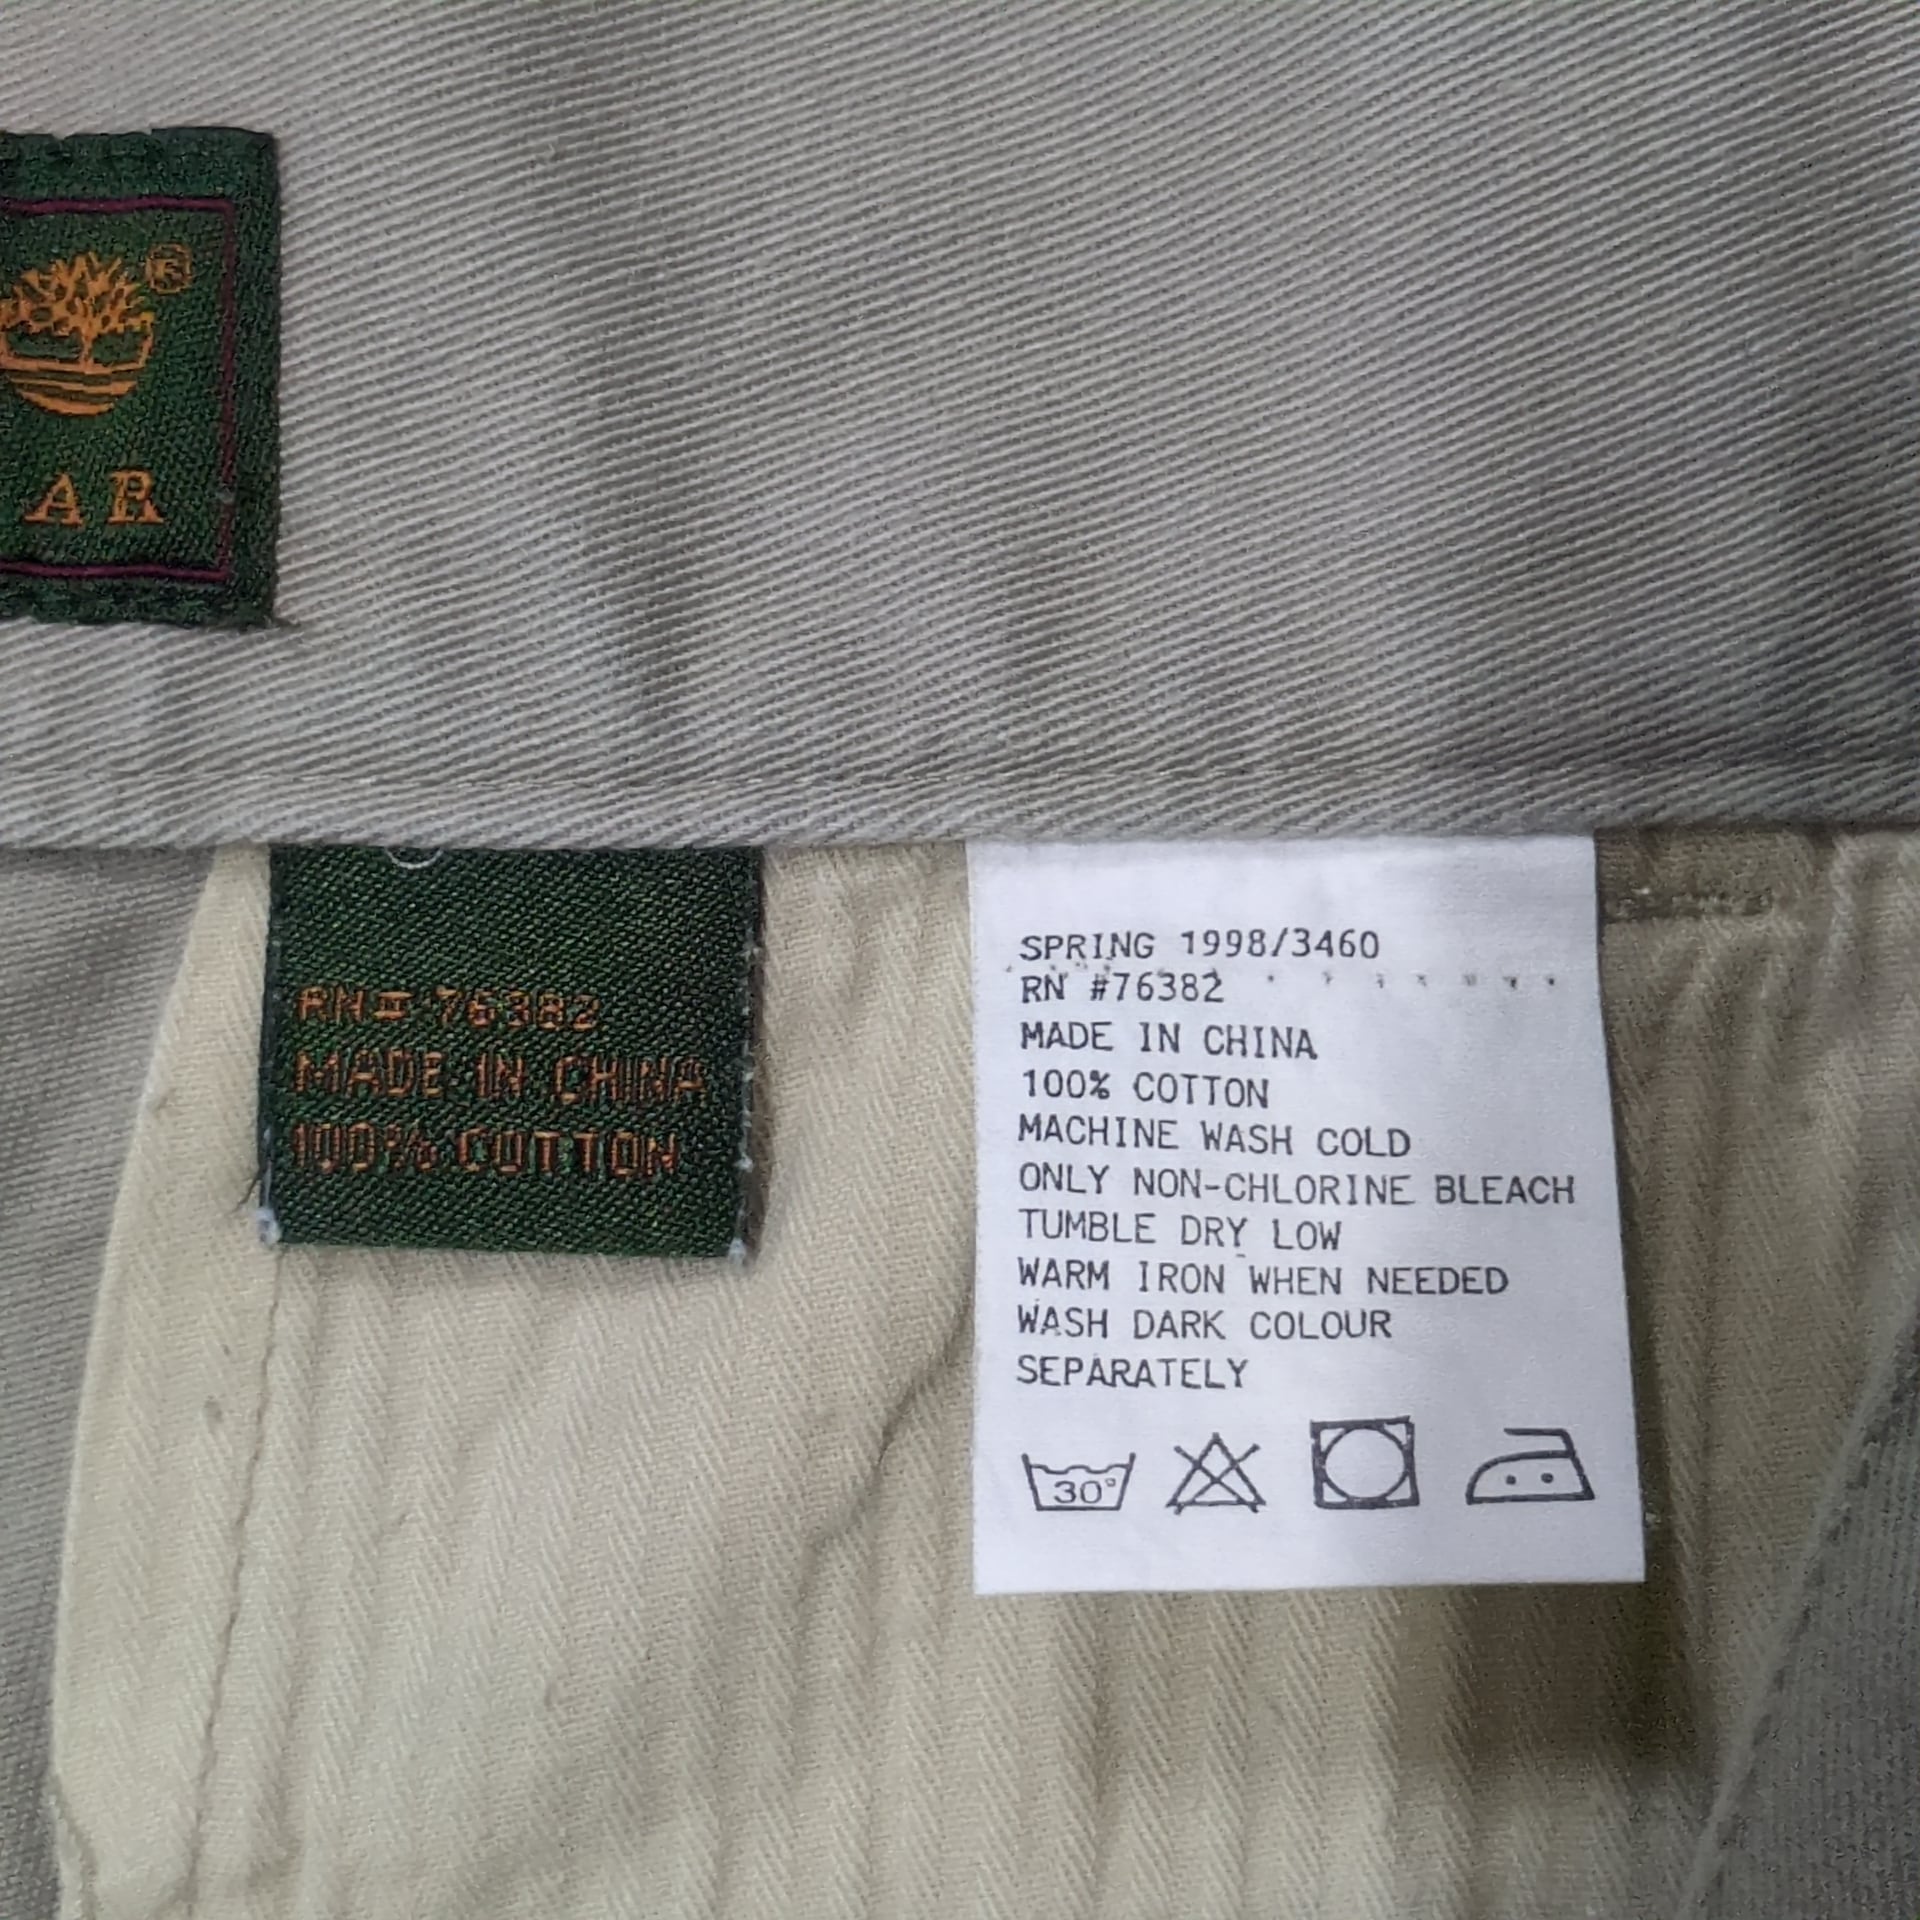 ®
AR
RN# 76382
MADE IN CHINA
100% COTTON
SPRING 1998/3460
RN #76382
MADE IN CHINA
100% COTTON
MACHINE WASH COLD
ONLY NON-CHLORINE BLEACH
TUMBLE DRY LOW
WARM IRON WHEN NEEDED
WASH DARK COLOUR
SEPARATELY
30°